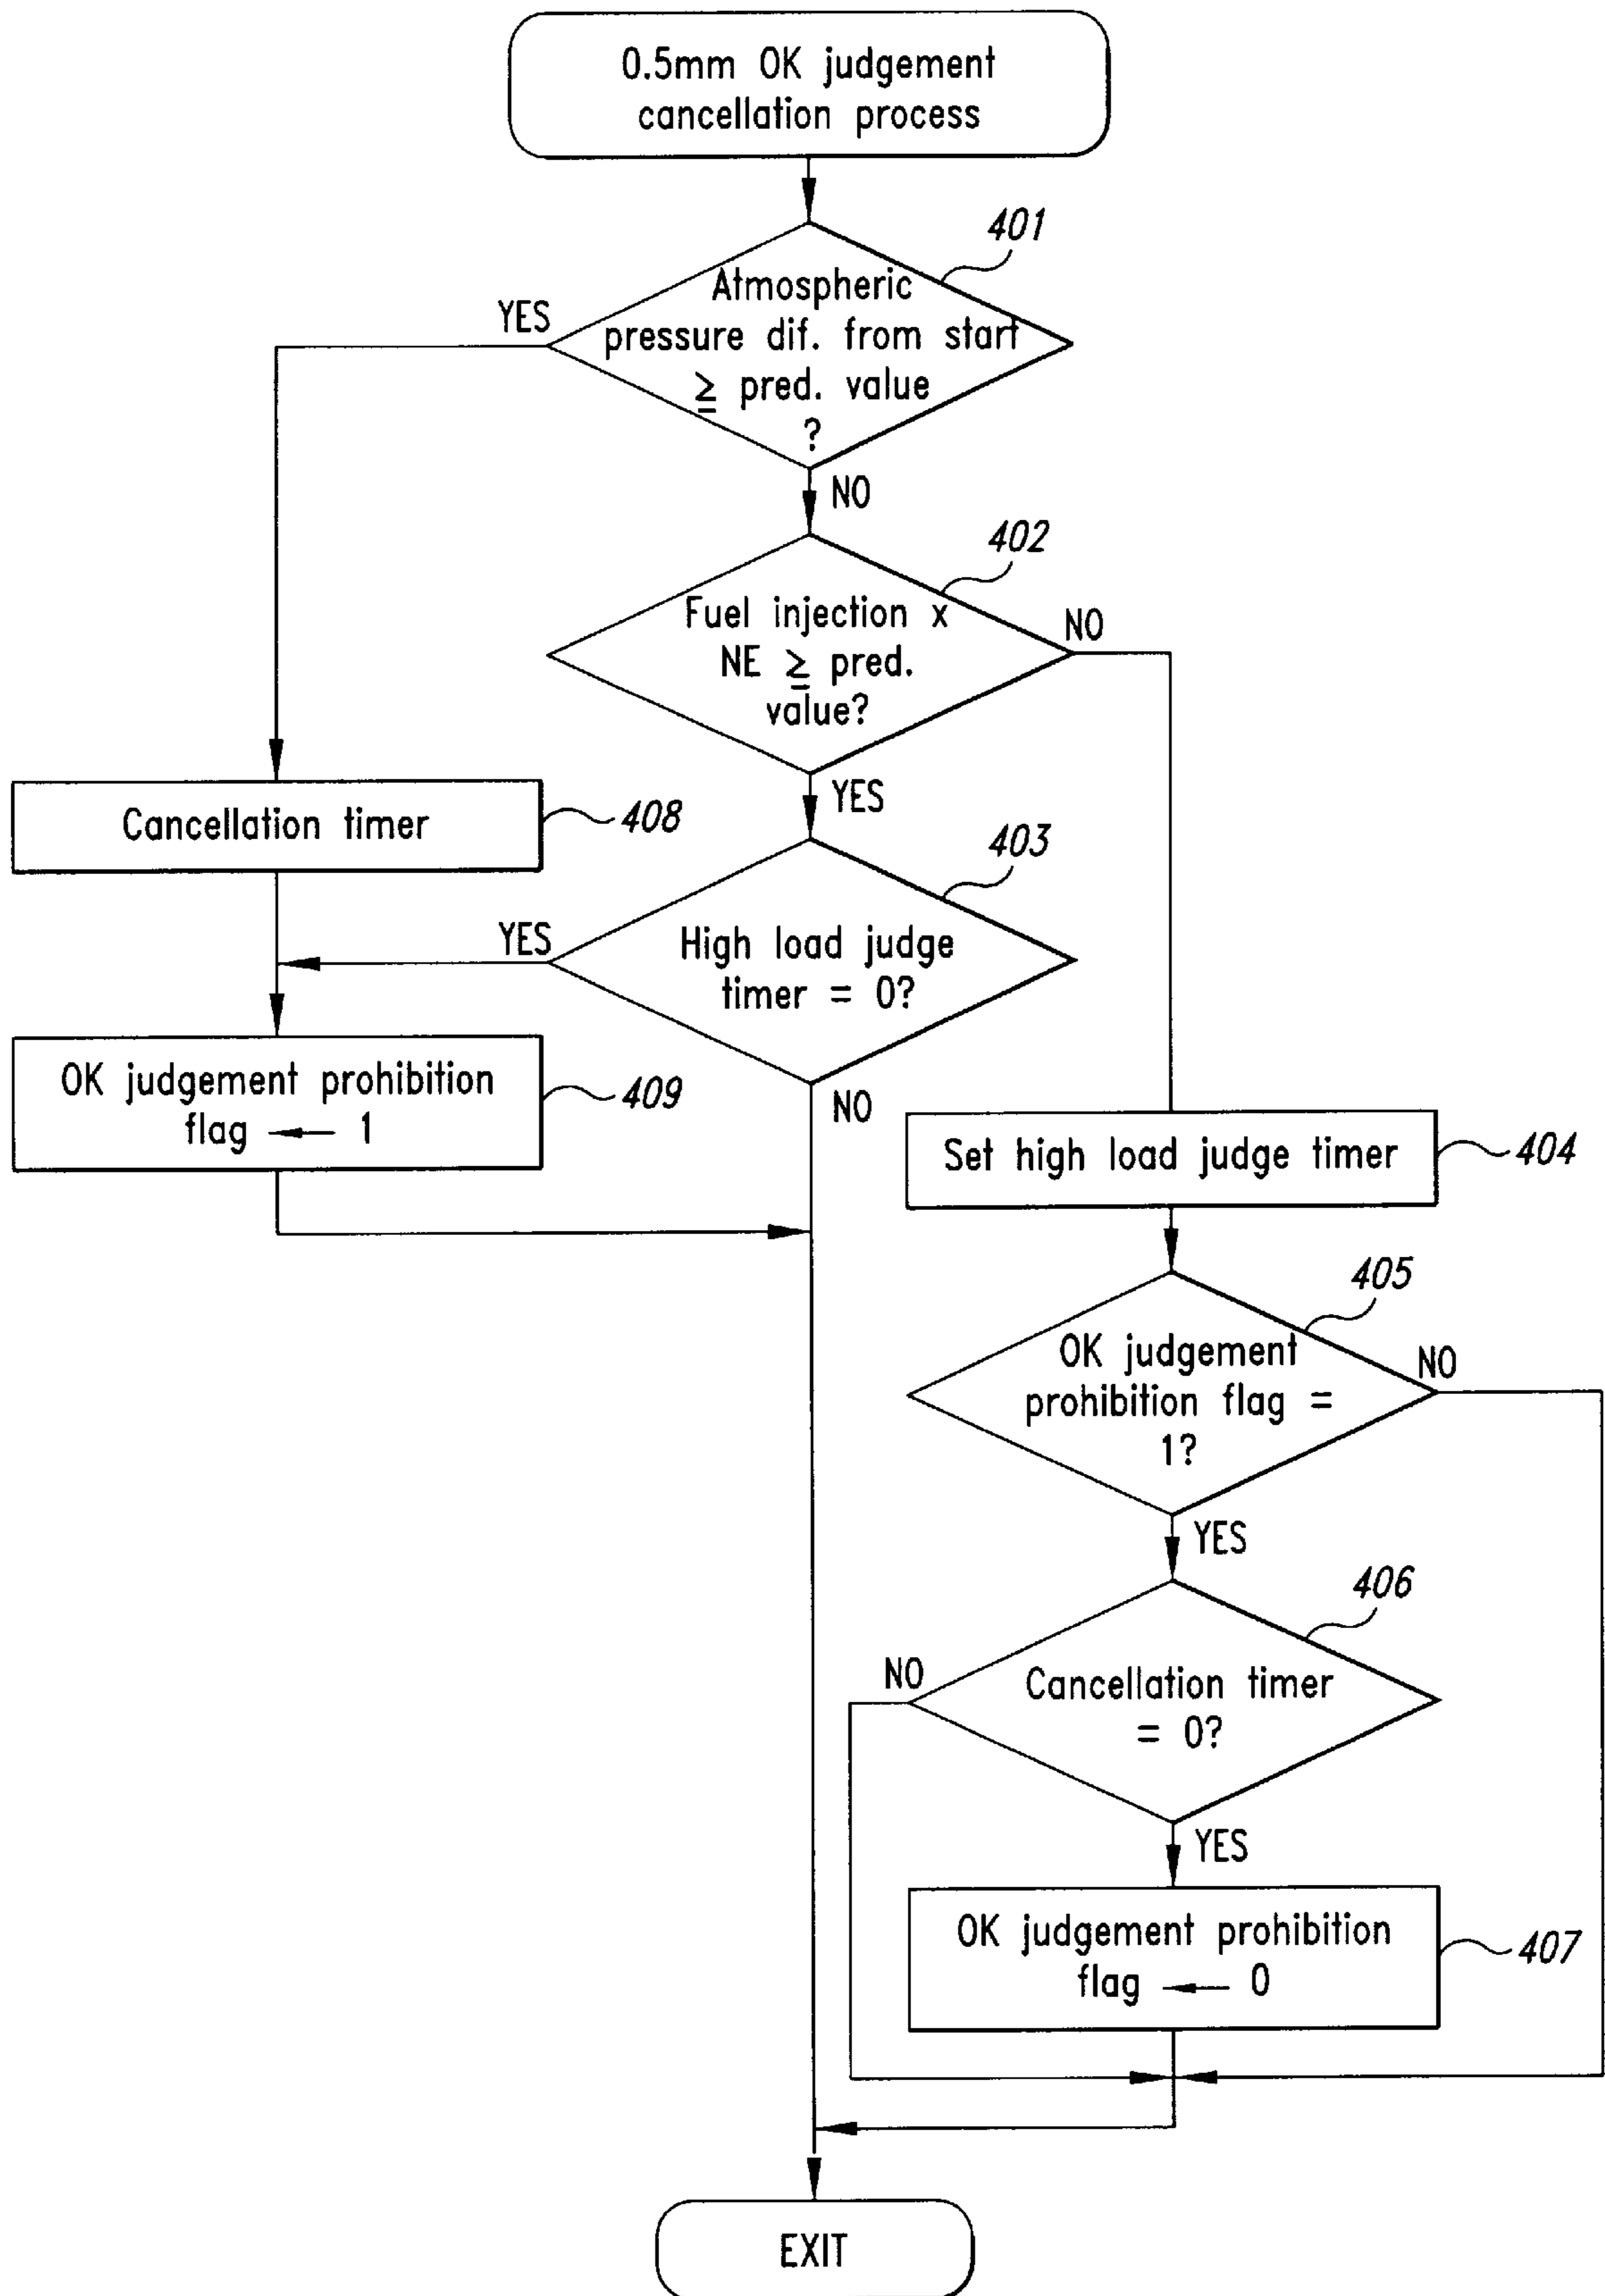 0.5mm OK judgement
cancellation process
401
Atmospheric
pressure dif. from start
≧ pred. value
?
YES
NO
402
Fuel injection x
NE ≧ pred.
value?
NO
YES
Cancellation timer
408
403
High load judge
timer = 0?
YES
NO
OK judgement prohibition
flag ← 1
409
Set high load judge timer
404
405
OK judgement
prohibition flag =
1?
NO
YES
406
Cancellation timer
= 0?
NO
YES
OK judgement prohibition
flag ← 0
407
EXIT